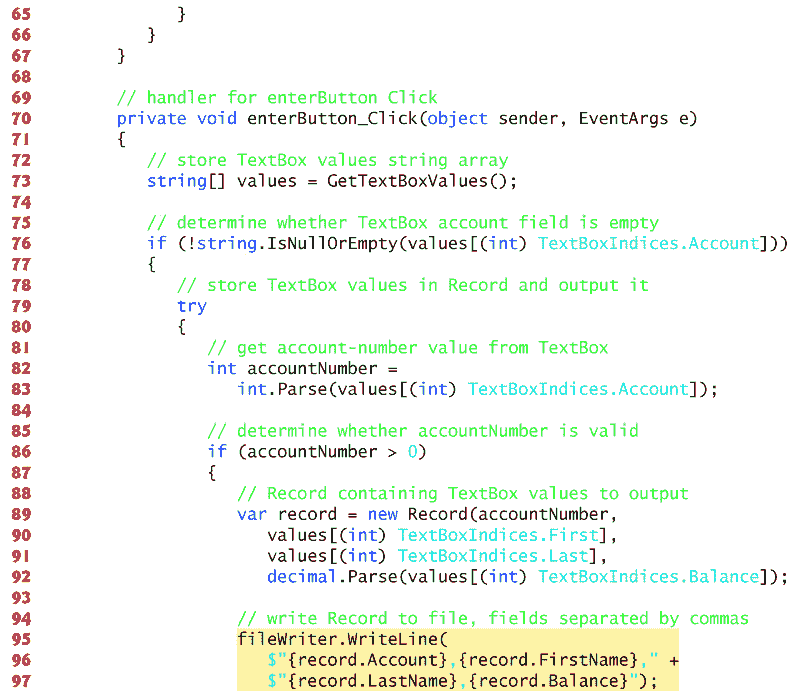 65 }
66 }
67 }
68
69 // handler for enterButton Click
70 private void enterButton_Click(object sender, EventArgs e)
71 {
72 // store TextBox values string array
73 string[] values = GetTextBoxValues();
74
75 // determine whether TextBox account field is empty
76 if (!string.IsNullOrEmpty(values[(int) TextBoxIndices.Account]))
77 {
78 // store TextBox values in Record and output it
79 try
80 {
81 // get account-number value from TextBox
82 int accountNumber =
83 int.Parse(values[(int) TextBoxIndices.Account]);
84
85 // determine whether accountNumber is valid
86 if (accountNumber > 0)
87 {
88 // Record containing TextBox values to output
89 var record = new Record(accountNumber,
90 values[(int) TextBoxIndices.First],
91 values[(int) TextBoxIndices.Last],
92 decimal.Parse(values[(int) TextBoxIndices.Balance]);
93
94 // write Record to file, fields separated by commas
95 fileWriter.WriteLine(
96 $"{record.Account},{record.FirstName}," +
97 $"{record.LastName},{record.Balance}");